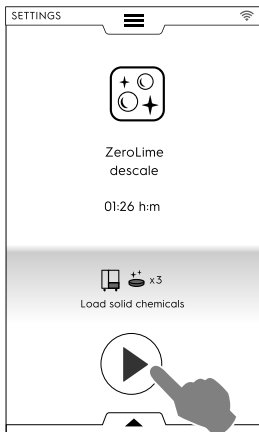 SETTINGS
ZeroLime
descale
01:26 h:m
x3
Load solid chemicals